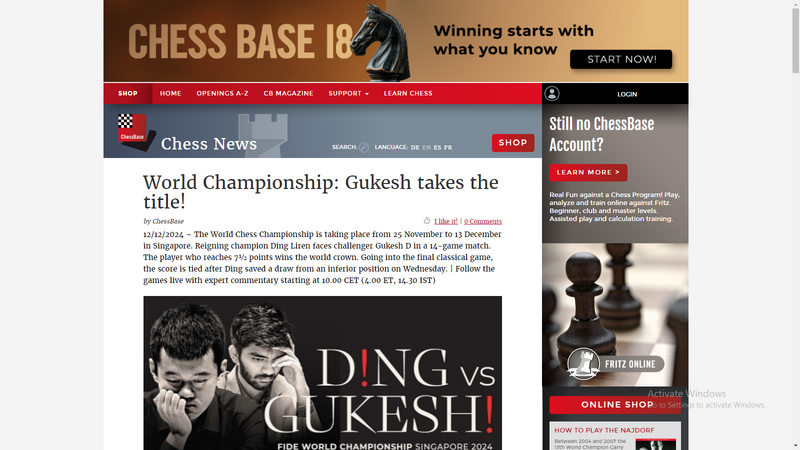 CHESS BASE 18
Winning starts with
what you know
START NOW!
SHOP
HOME
OPENINGS A-Z
CB MAGAZINE
SUPPORT
LEARN CHESS
LOGIN
ChessBase
Chess News
SEARCH:
LANGUAGE: DE EN ES FR
SHOP
World Championship: Gukesh takes the
title!
by ChessBase
I like it! | 0 Comments
12/12/2024 – The World Chess Championship is taking place from 25 November to 13 December
in Singapore. Reigning champion Ding Liren faces challenger Gukesh D in a 14-game match.
The player who reaches 7½ points wins the world crown. Going into the final classical game,
the score is tied after Ding saved a draw from an inferior position on Wednesday. | Follow the
games live with expert commentary starting at 10.00 CET (4.00 ET, 14.30 IST)
D!NG VS
GUKESH!
FIDE WORLD CHAMPIONSHIP SINGAPORE 2024
Still no ChessBase
Account?
LEARN MORE >
Real Fun against a Chess Program! Play,
analyze and train online against Fritz.
Beginner, club and master levels.
Assisted play and calculation training.
FRITZ ONLINE
Activate Windows
Go to Settings to activate Windows.
ONLINE SHOP
HOW TO PLAY THE NAJDORF
Between 2004 and 2007 the
13th World Champion Garry